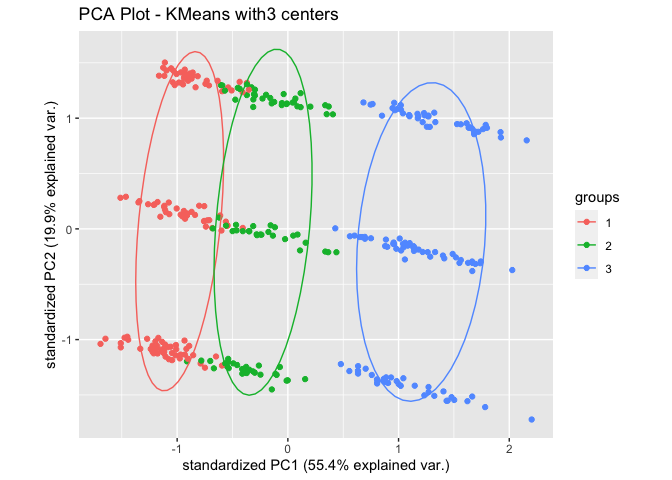 PCA Plot - KMeans with3 centers
standardized PC2 (19.9% explained var.)
1
0
-1
-1
0
1
2
standardized PC1 (55.4% explained var.)
groups
1
2
3